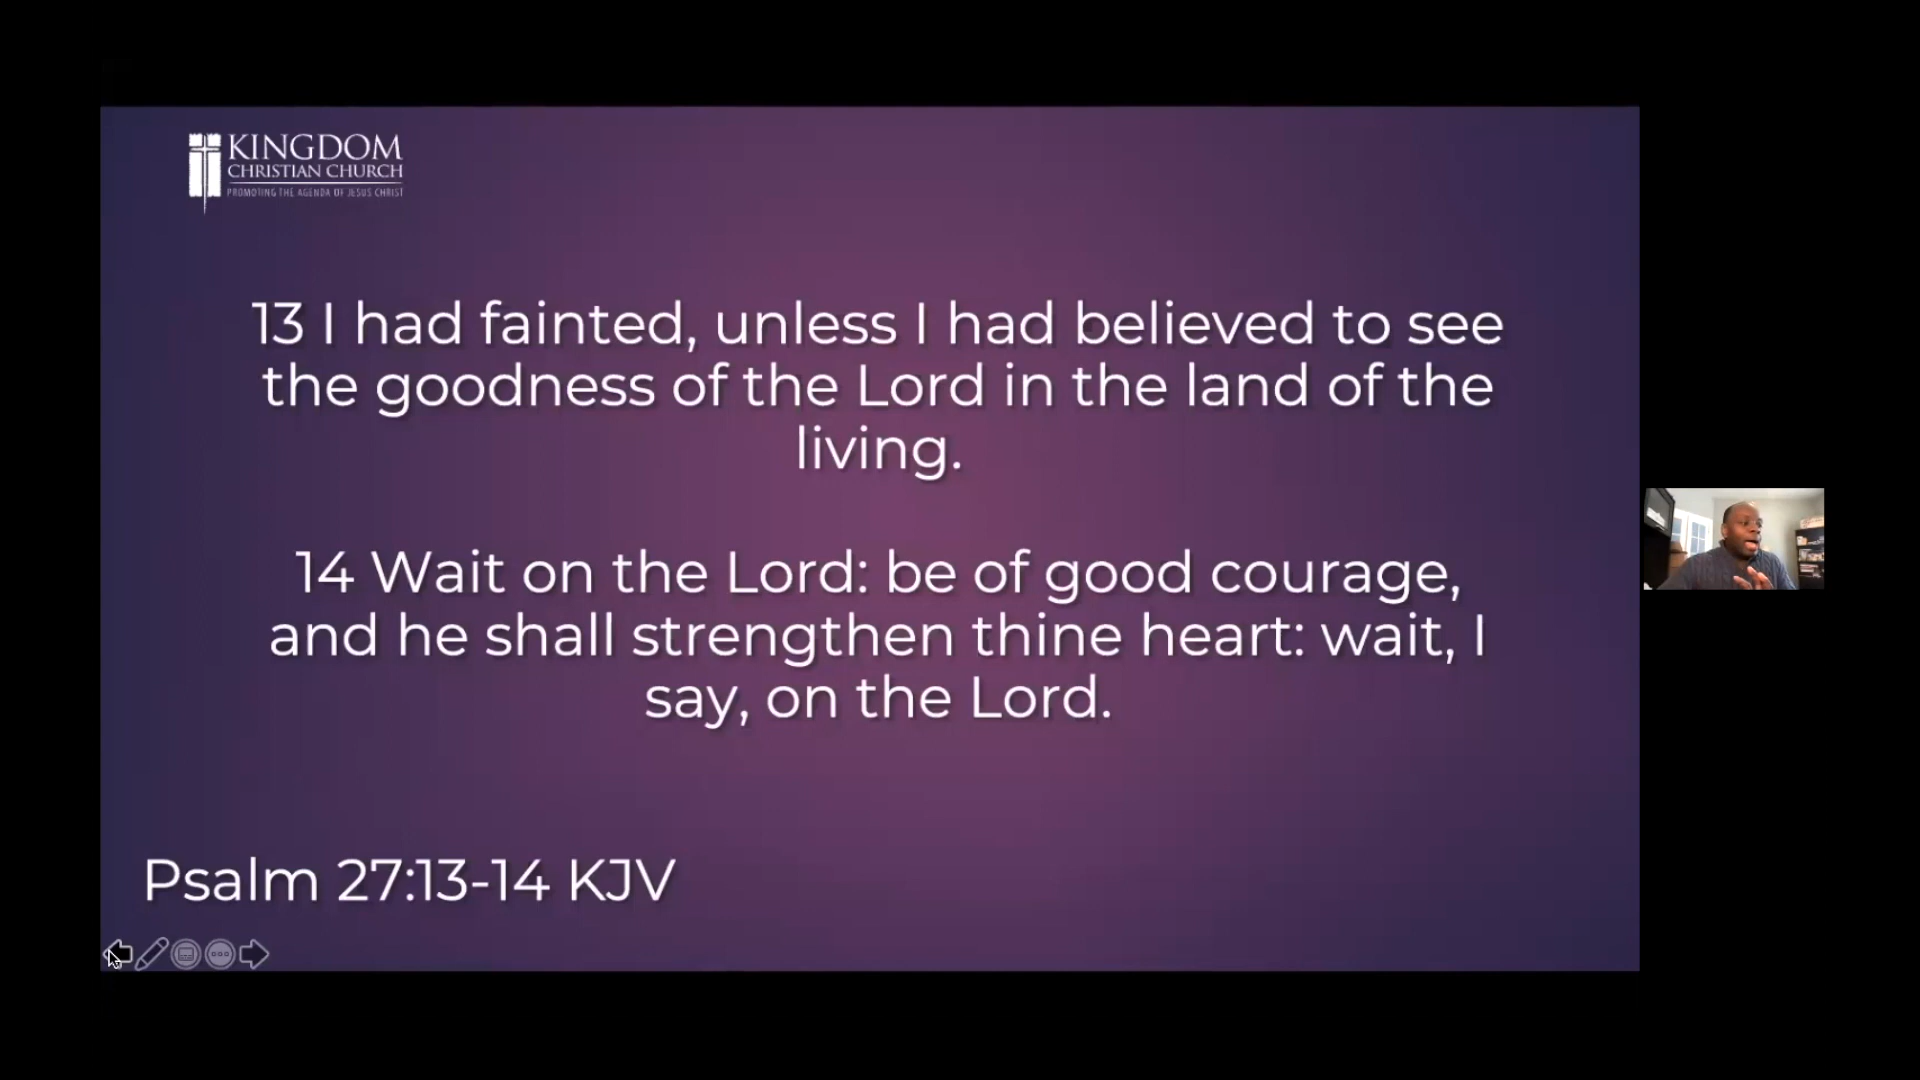 KINGDOM
CHRISTIAN CHURCH
PROMOTING THE AGENDA OF JESUS CHRIST
13 I had fainted, unless I had believed to see
the goodness of the Lord in the land of the
living.
14 Wait on the Lord: be of good courage,
and he shall strengthen thine heart: wait, I
say, on the Lord.
Psalm 27:13-14 KJV